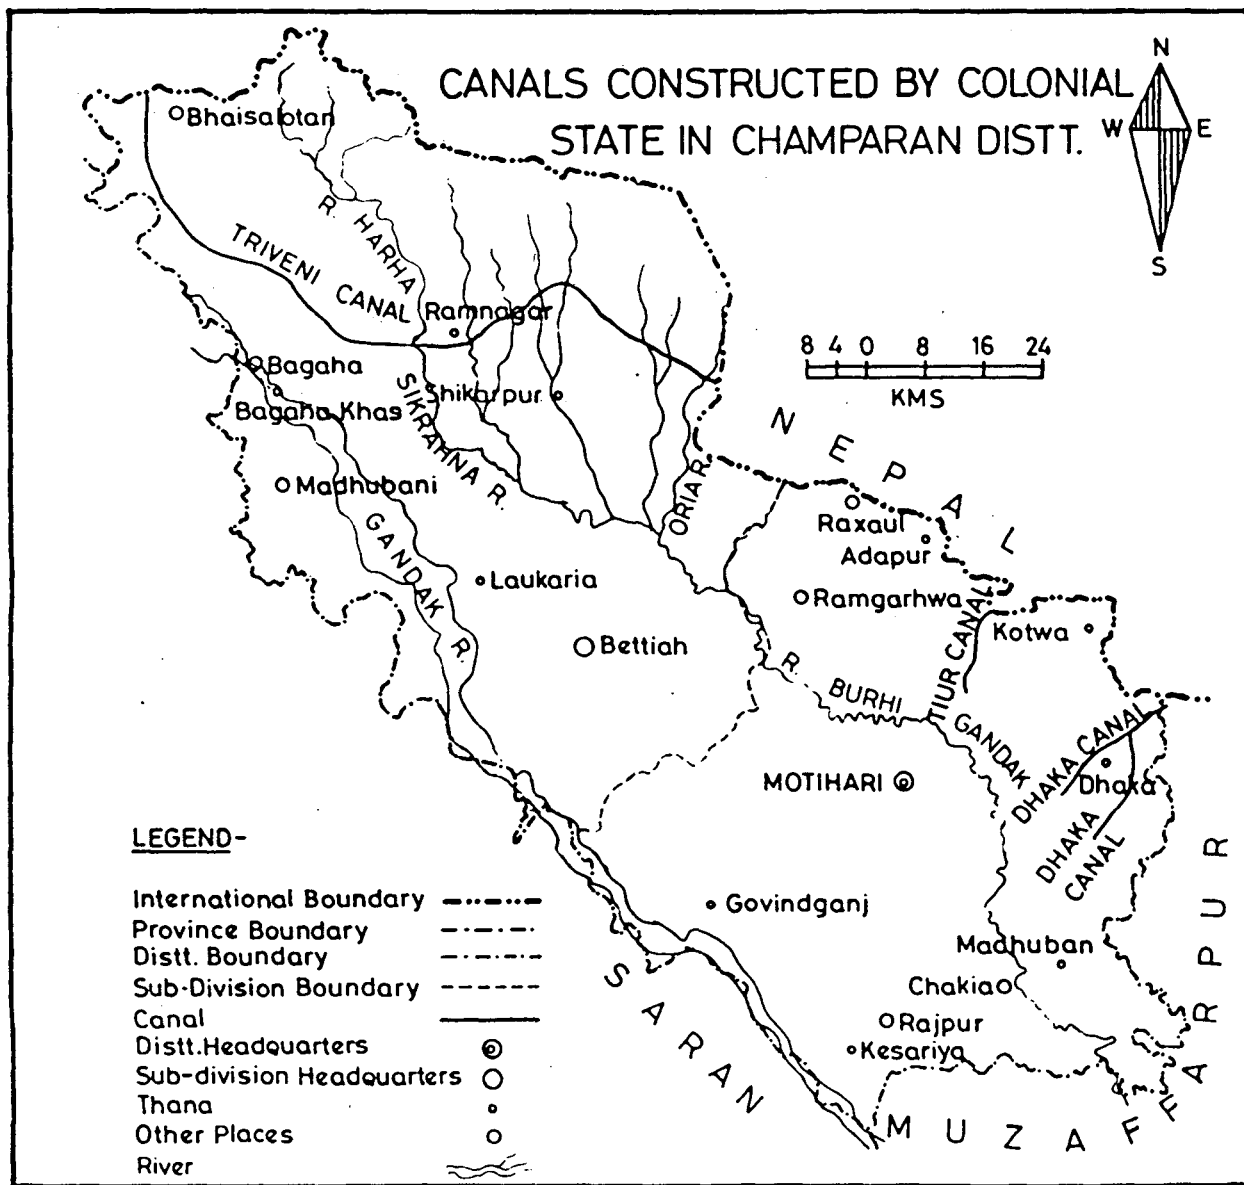 CANALS CONSTRUCTED BY COLONIAL
STATE IN CHAMPARAN DISTT.
N
W E
S
Bhaisalotan
R. HARHA
TRIVENI CANAL
Ramnagar
8 4 0 8 16 24
KMS
Bagaha
Bagaha Khas
Shikarpur
SIKRAHNA R.
Madhubani
GANDAK R.
ORIAR
NEPAL
Raxaul
Adapur
Laukaria
Ramgarhwa
Kotwa
Bettiah
TIUR CANAL
R. BURHI GANDAK
MOTIHARI
DHAKA CANAL
Dhaka
DHAKA
CANAL
Govindganj
Madhuban
Chakia
Rajpur
Kesariya
SARAN
MUZAFFARPUR
LEGEND-
International Boundary
Province Boundary
Distt. Boundary
Sub-Division Boundary
Canal
Distt.Headquarters
Sub-division Headquarters
Thana
Other Places
River